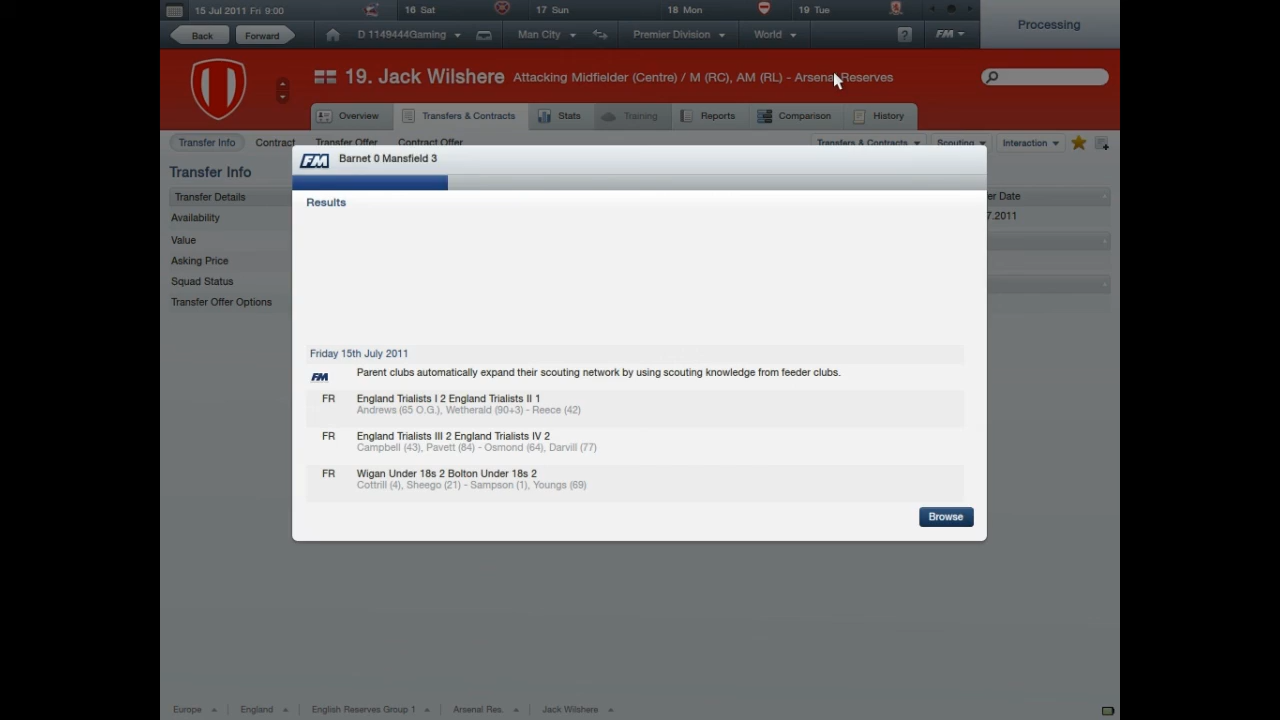 15 Jul 2011 Fri 9:00 16 Sat 17 Sun 18 Mon 19 Tue
Processing
Back Forward D 1149444Gaming Man City Premier Division World ? FM
19. Jack Wilshere Attacking Midfielder (Centre) / M (RC), AM (RL) - Arsenal Reserves
Overview Transfers & Contracts Stats Training Reports Comparison History
Transfer Info Contract Transfer Offer Contract Offer Transfers & Contracts Scouting Interaction
FM Barnet 0 Mansfield 3
Transfer Info
Transfer Details
Availability
Value
Asking Price
Squad Status
Transfer Offer Options
er Date
7.2011
Results
Friday 15th July 2011
FM Parent clubs automatically expand their scouting network by using scouting knowledge from feeder clubs.
FR England Trialists I 2 England Trialists II 1
Andrews (65 O.G.), Wetherald (90+3) - Reece (42)
FR England Trialists III 2 England Trialists IV 2
Campbell (43), Pavett (84) - Osmond (64), Darvill (77)
FR Wigan Under 18s 2 Bolton Under 18s 2
Cottrill (4), Sheego (21) - Sampson (1), Youngs (69)
Browse
Europe England English Reserves Group 1 Arsenal Res. Jack Wilshere